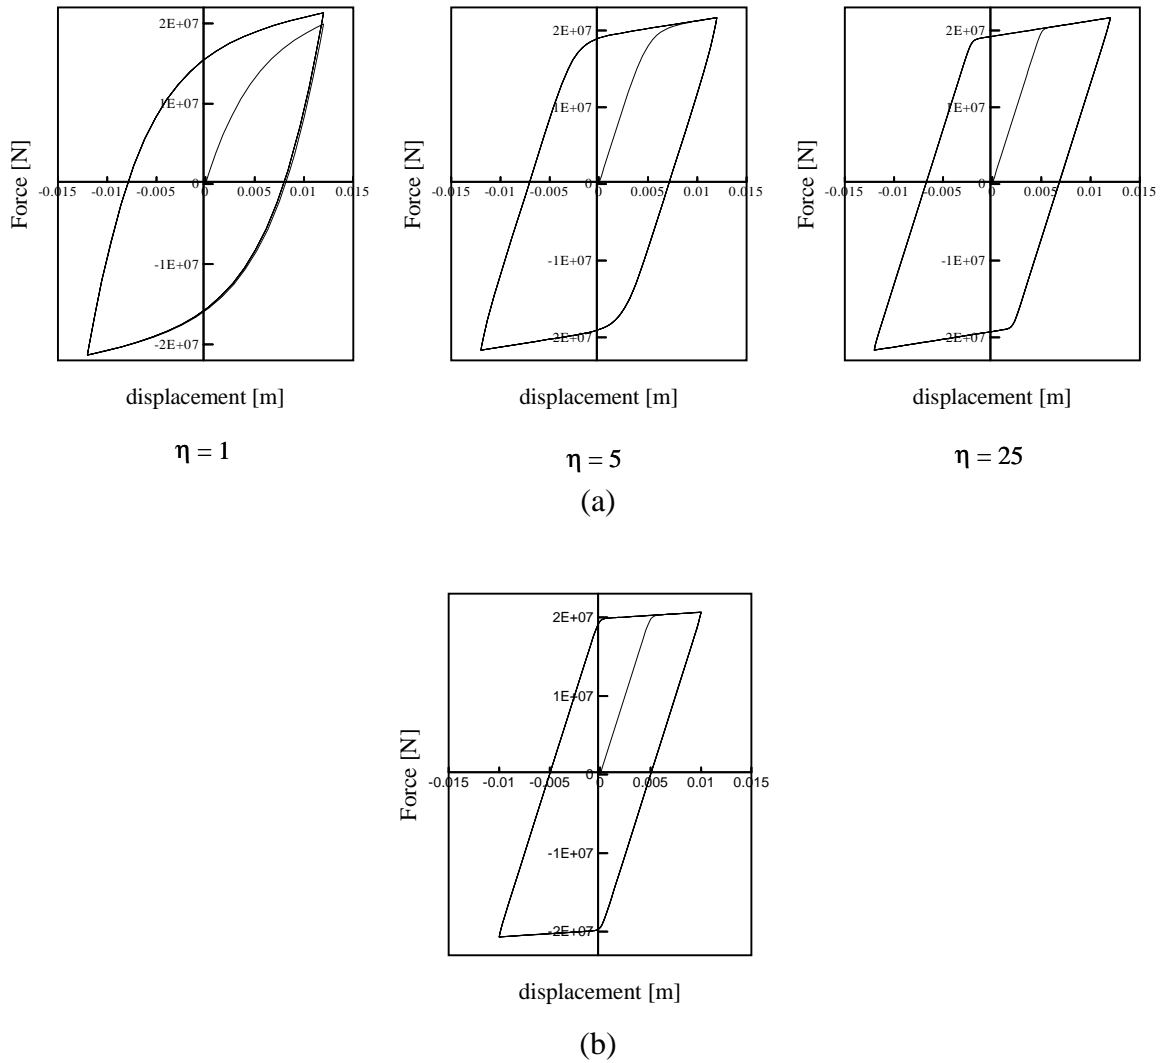 2E+07
1E+07
-0.015 -0.01 -0.005 0 0.005 0.01 0.015
-1E+07
-2E+07
Force [N]
displacement [m]
η = 1
2E+07
1E+07
-0.015 -0.01 -0.005 0 0.005 0.01 0.015
-1E+07
-2E+07
Force [N]
displacement [m]
η = 5
2E+07
1E+07
-0.015 -0.01 -0.005 0 0.005 0.01 0.015
-1E+07
-2E+07
Force [N]
displacement [m]
η = 25
(a)
2E+07
1E+07
-0.015 -0.01 -0.005 0 0.005 0.01 0.015
-1E+07
-2E+07
Force [N]
displacement [m]
(b)